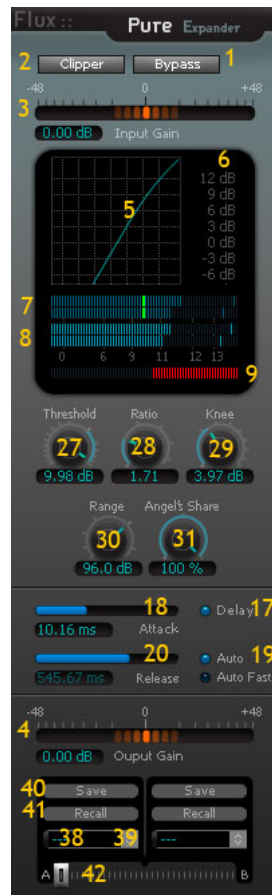 Flux :: Pure Expander
2 Clipper Bypass 1
-48 0 +48
3
0.00 dB Input Gain
6
12 dB
9 dB
5 6 dB
3 dB
0 dB
-3 dB
-6 dB
7
8
0 6 9 11 12 13
9
Threshold Ratio Knee
27 28 29
9.98 dB 1.71 3.97 dB
Range Angel's Share
30 31
96.0 dB 100 %
18 Delay 17
10.16 ms Attack
20 Auto 19
545.67 ms Release Auto Fast
-48 0 +48
4
0.00 dB Ouput Gain
40 Save Save
41 Recall Recall
--- 38 39 ---
A 42 B